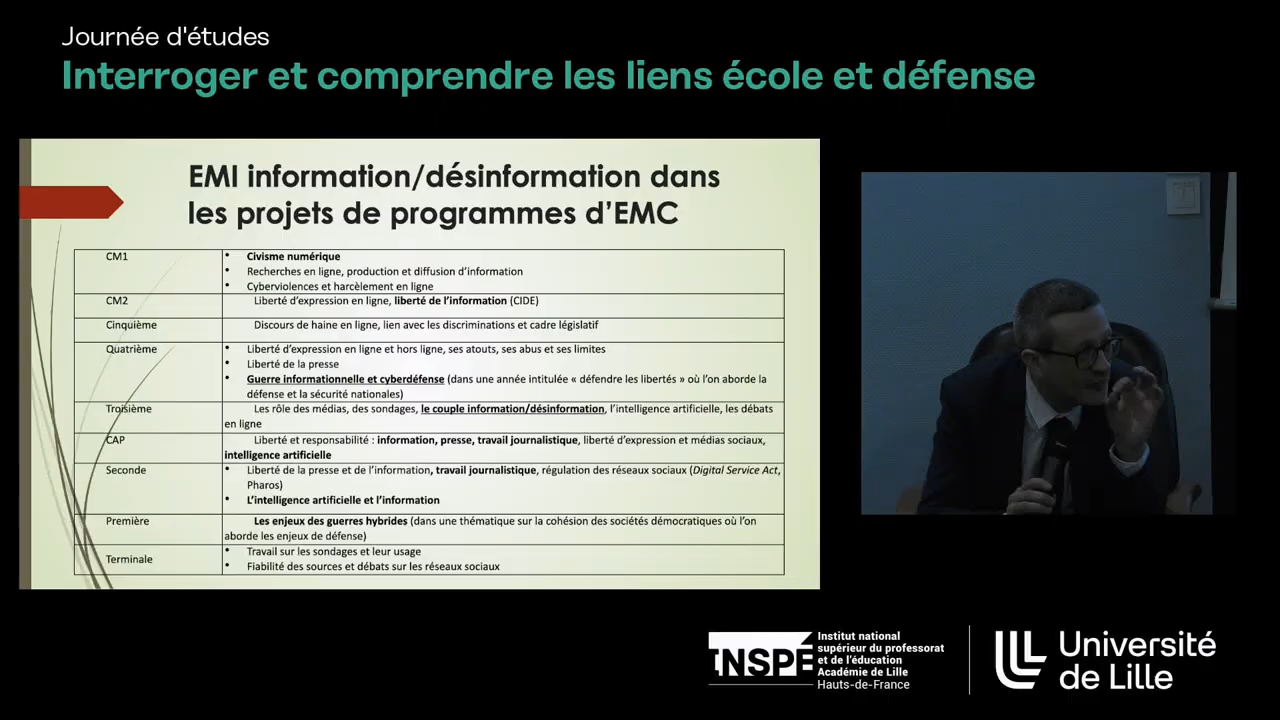 Journée d'études
Interroger et comprendre les liens école et défense
EMI information/désinformation dans
les projets de programmes d'EMC
CM1
• Civisme numérique
• Recherches en ligne, production et diffusion d'information
• Cyberviolences et harcèlement en ligne
CM2
Liberté d'expression en ligne, liberté de l'information (CIDE)
Cinquième
Discours de haine en ligne, lien avec les discriminations et cadre législatif
Quatrième
• Liberté d'expression en ligne et hors ligne, ses atouts, ses abus et ses limites
• Liberté de la presse
• Guerre informationnelle et cyberdéfense (dans une année intitulée « défendre les libertés » où l'on aborde la
défense et la sécurité nationales)
Troisième
Les rôle des médias, des sondages, le couple information/désinformation, l'intelligence artificielle, les débats
en ligne
CAP
Liberté et responsabilité : information, presse, travail journalistique, liberté d'expression et médias sociaux,
intelligence artificielle
Seconde
• Liberté de la presse et de l'information, travail journalistique, régulation des réseaux sociaux (Digital Service Act,
Pharos)
• L'intelligence artificielle et l'information
Première
Les enjeux des guerres hybrides (dans une thématique sur la cohésion des sociétés démocratiques où l'on
aborde les enjeux de défense)
Terminale
• Travail sur les sondages et leur usage
• Fiabilité des sources et débats sur les réseaux sociaux
INSPÉ
Institut national
supérieur du professorat
et de l'éducation
Académie de Lille
Hauts-de-France
Université
de Lille